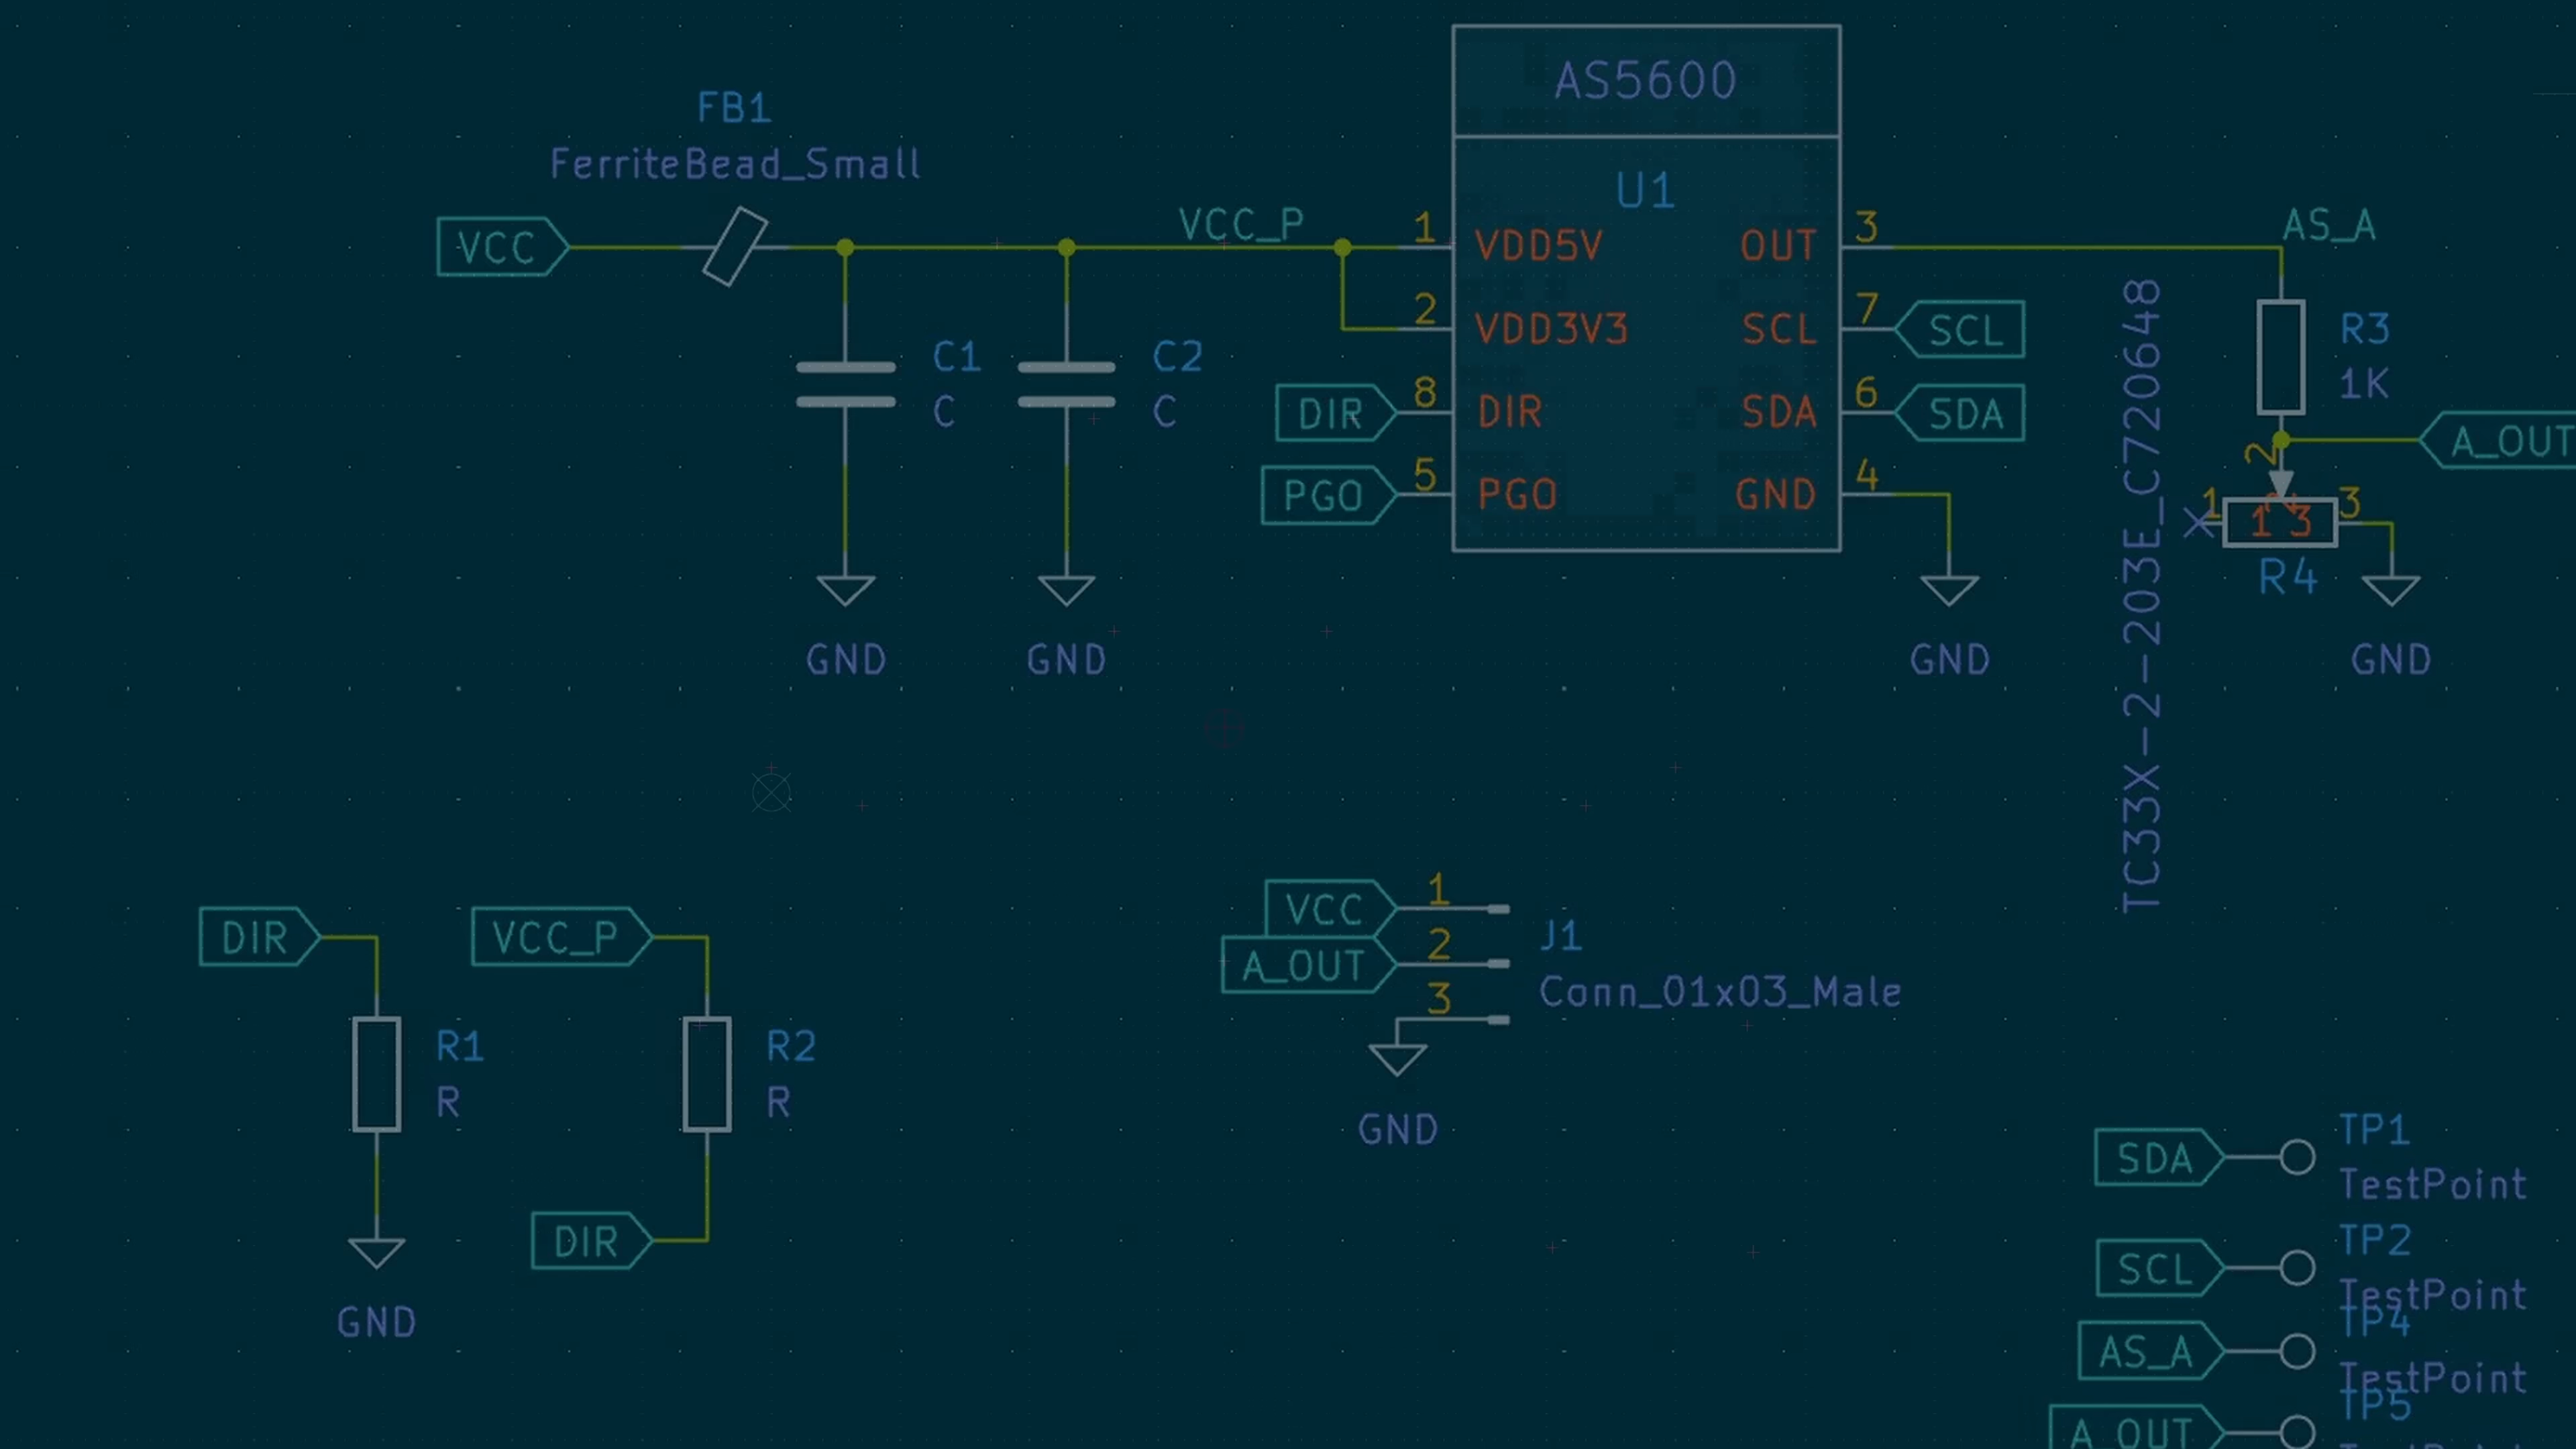 AS5600
FB1
FerriteBead_Small
U1
VCC
VCC_P
1
VDD5V
OUT
3
AS_A
2
VDD3V3
SCL
7
SCL
R3
1K
C1
C
C2
C
DIR
8
DIR
SDA
6
SDA
A_OUT
2
PGO
5
PGO
GND
4
1
1 3
3
R4
TC33X-2-203E_C720648
GND
GND
GND
GND
VCC
1
DIR
VCC_P
A_OUT
2
J1
Conn_01x03_Male
3
R1
R
R2
R
GND
SDA
TP1
TestPoint
DIR
SCL
TP2
TestPoint
GND
AS_A
TP4
TestPoint
A_OUT
TP5